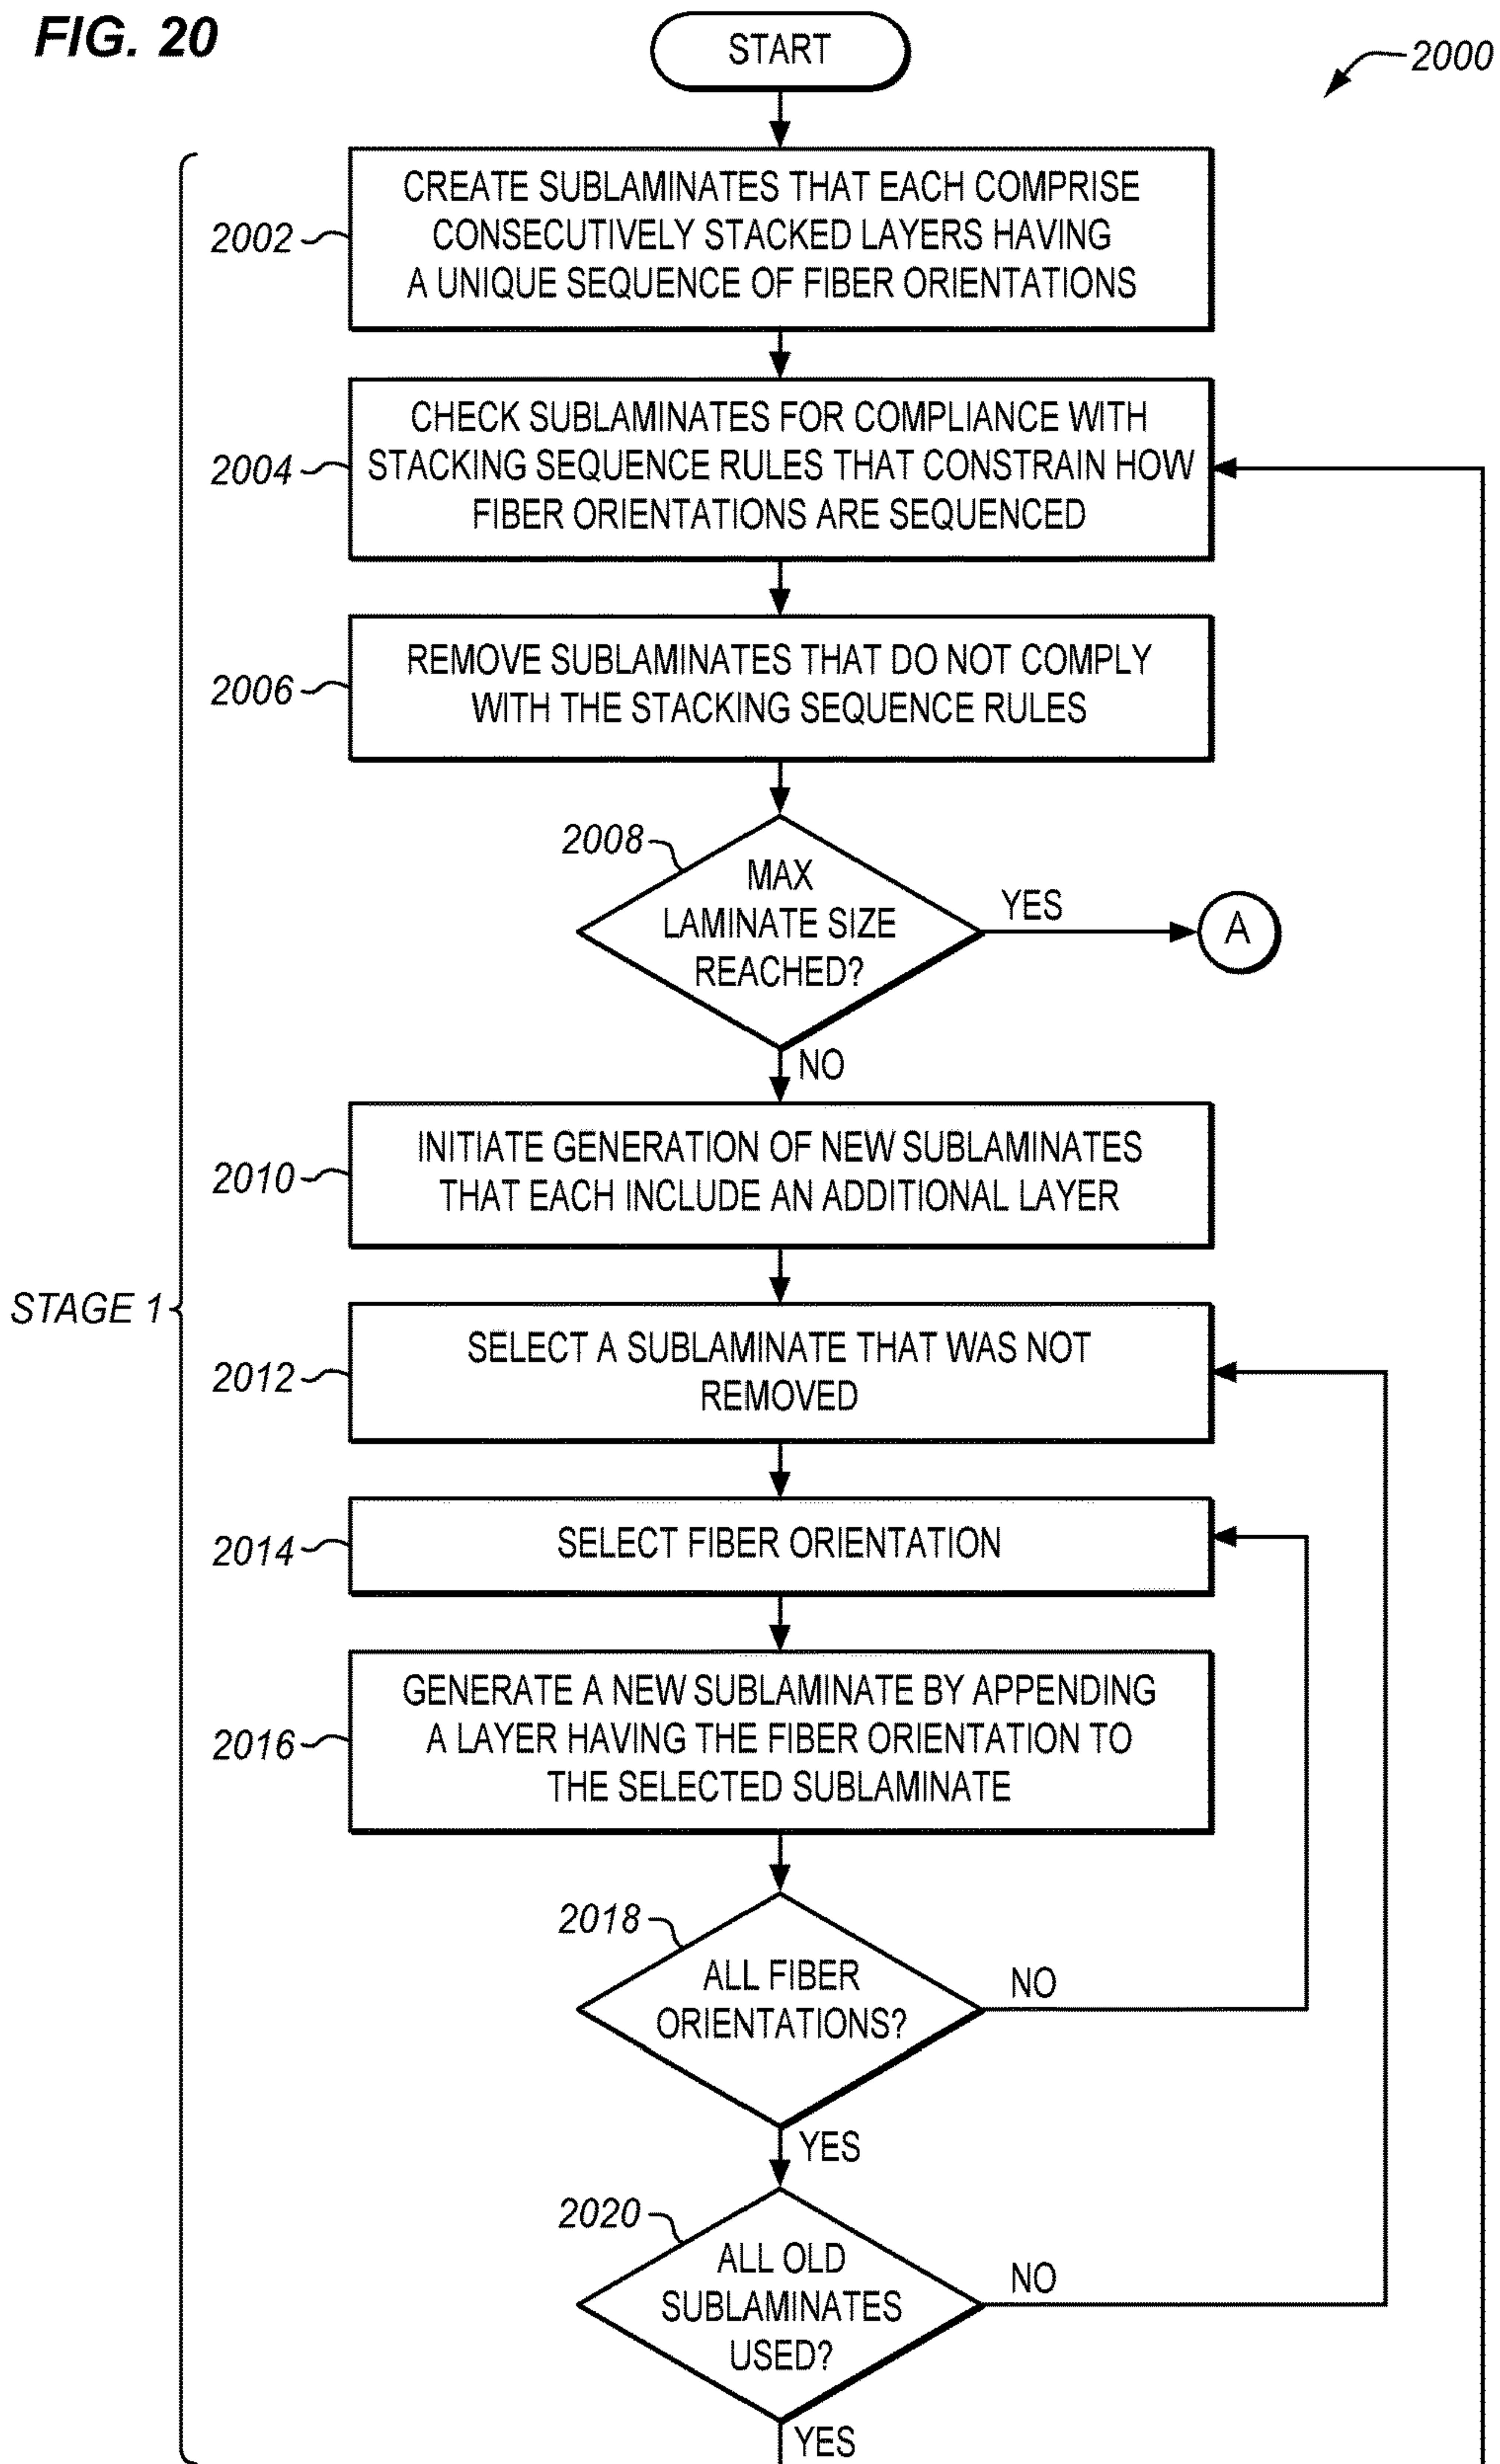 FIG. 20
START
2000
2002
CREATE SUBLAMINATES THAT EACH COMPRISE
CONSECUTIVELY STACKED LAYERS HAVING
A UNIQUE SEQUENCE OF FIBER ORIENTATIONS
2004
CHECK SUBLAMINATES FOR COMPLIANCE WITH
STACKING SEQUENCE RULES THAT CONSTRAIN HOW
FIBER ORIENTATIONS ARE SEQUENCED
2006
REMOVE SUBLAMINATES THAT DO NOT COMPLY
WITH THE STACKING SEQUENCE RULES
2008
MAX
LAMINATE SIZE
REACHED?
YES
A
NO
2010
INITIATE GENERATION OF NEW SUBLAMINATES
THAT EACH INCLUDE AN ADDITIONAL LAYER
STAGE 1
2012
SELECT A SUBLAMINATE THAT WAS NOT
REMOVED
2014
SELECT FIBER ORIENTATION
2016
GENERATE A NEW SUBLAMINATE BY APPENDING
A LAYER HAVING THE FIBER ORIENTATION TO
THE SELECTED SUBLAMINATE
2018
ALL FIBER
ORIENTATIONS?
NO
YES
2020
ALL OLD
SUBLAMINATES
USED?
NO
YES